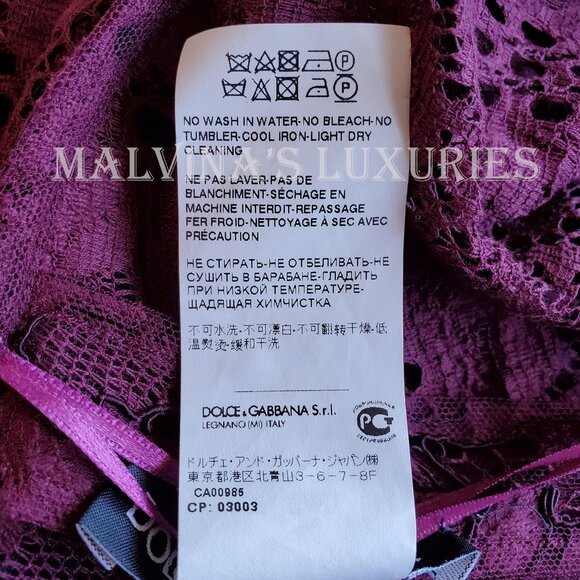 NO WASH IN WATER-NO BLEACH-NO
TUMBLER-COOL IRON-LIGHT DRY
CLEANING
MALVINA'S LUXURIES
NE PAS LAVER-PAS DE
BLANCHIMENT-SÉCHAGE EN
MACHINE INTERDIT-REPASSAGE
FER FROID-NETTOYAGE À SEC AVEC
PRÉCAUTION
НЕ СТИРАТЬ-НЕ ОТБЕЛИВАТЬ-НЕ
СУШИТЬ В БАРАБАНЕ-ГЛАДИТЬ
ПРИ НИЗКОЙ ТЕМПЕРАТУРЕ-
ЩАДЯЩАЯ ХИМЧИСТКА
不可水洗-不可漂白-不可翻转干燥-低
温熨烫-缓和干洗
DOLCE & GABBANA S.r.l.
LEGNANO (MI) ITALY
ドルチェ・アンド・ガッバーナ・ジャパン㈱
東京都港区北青山3-6-7-8F
CA00985
CP: 03003